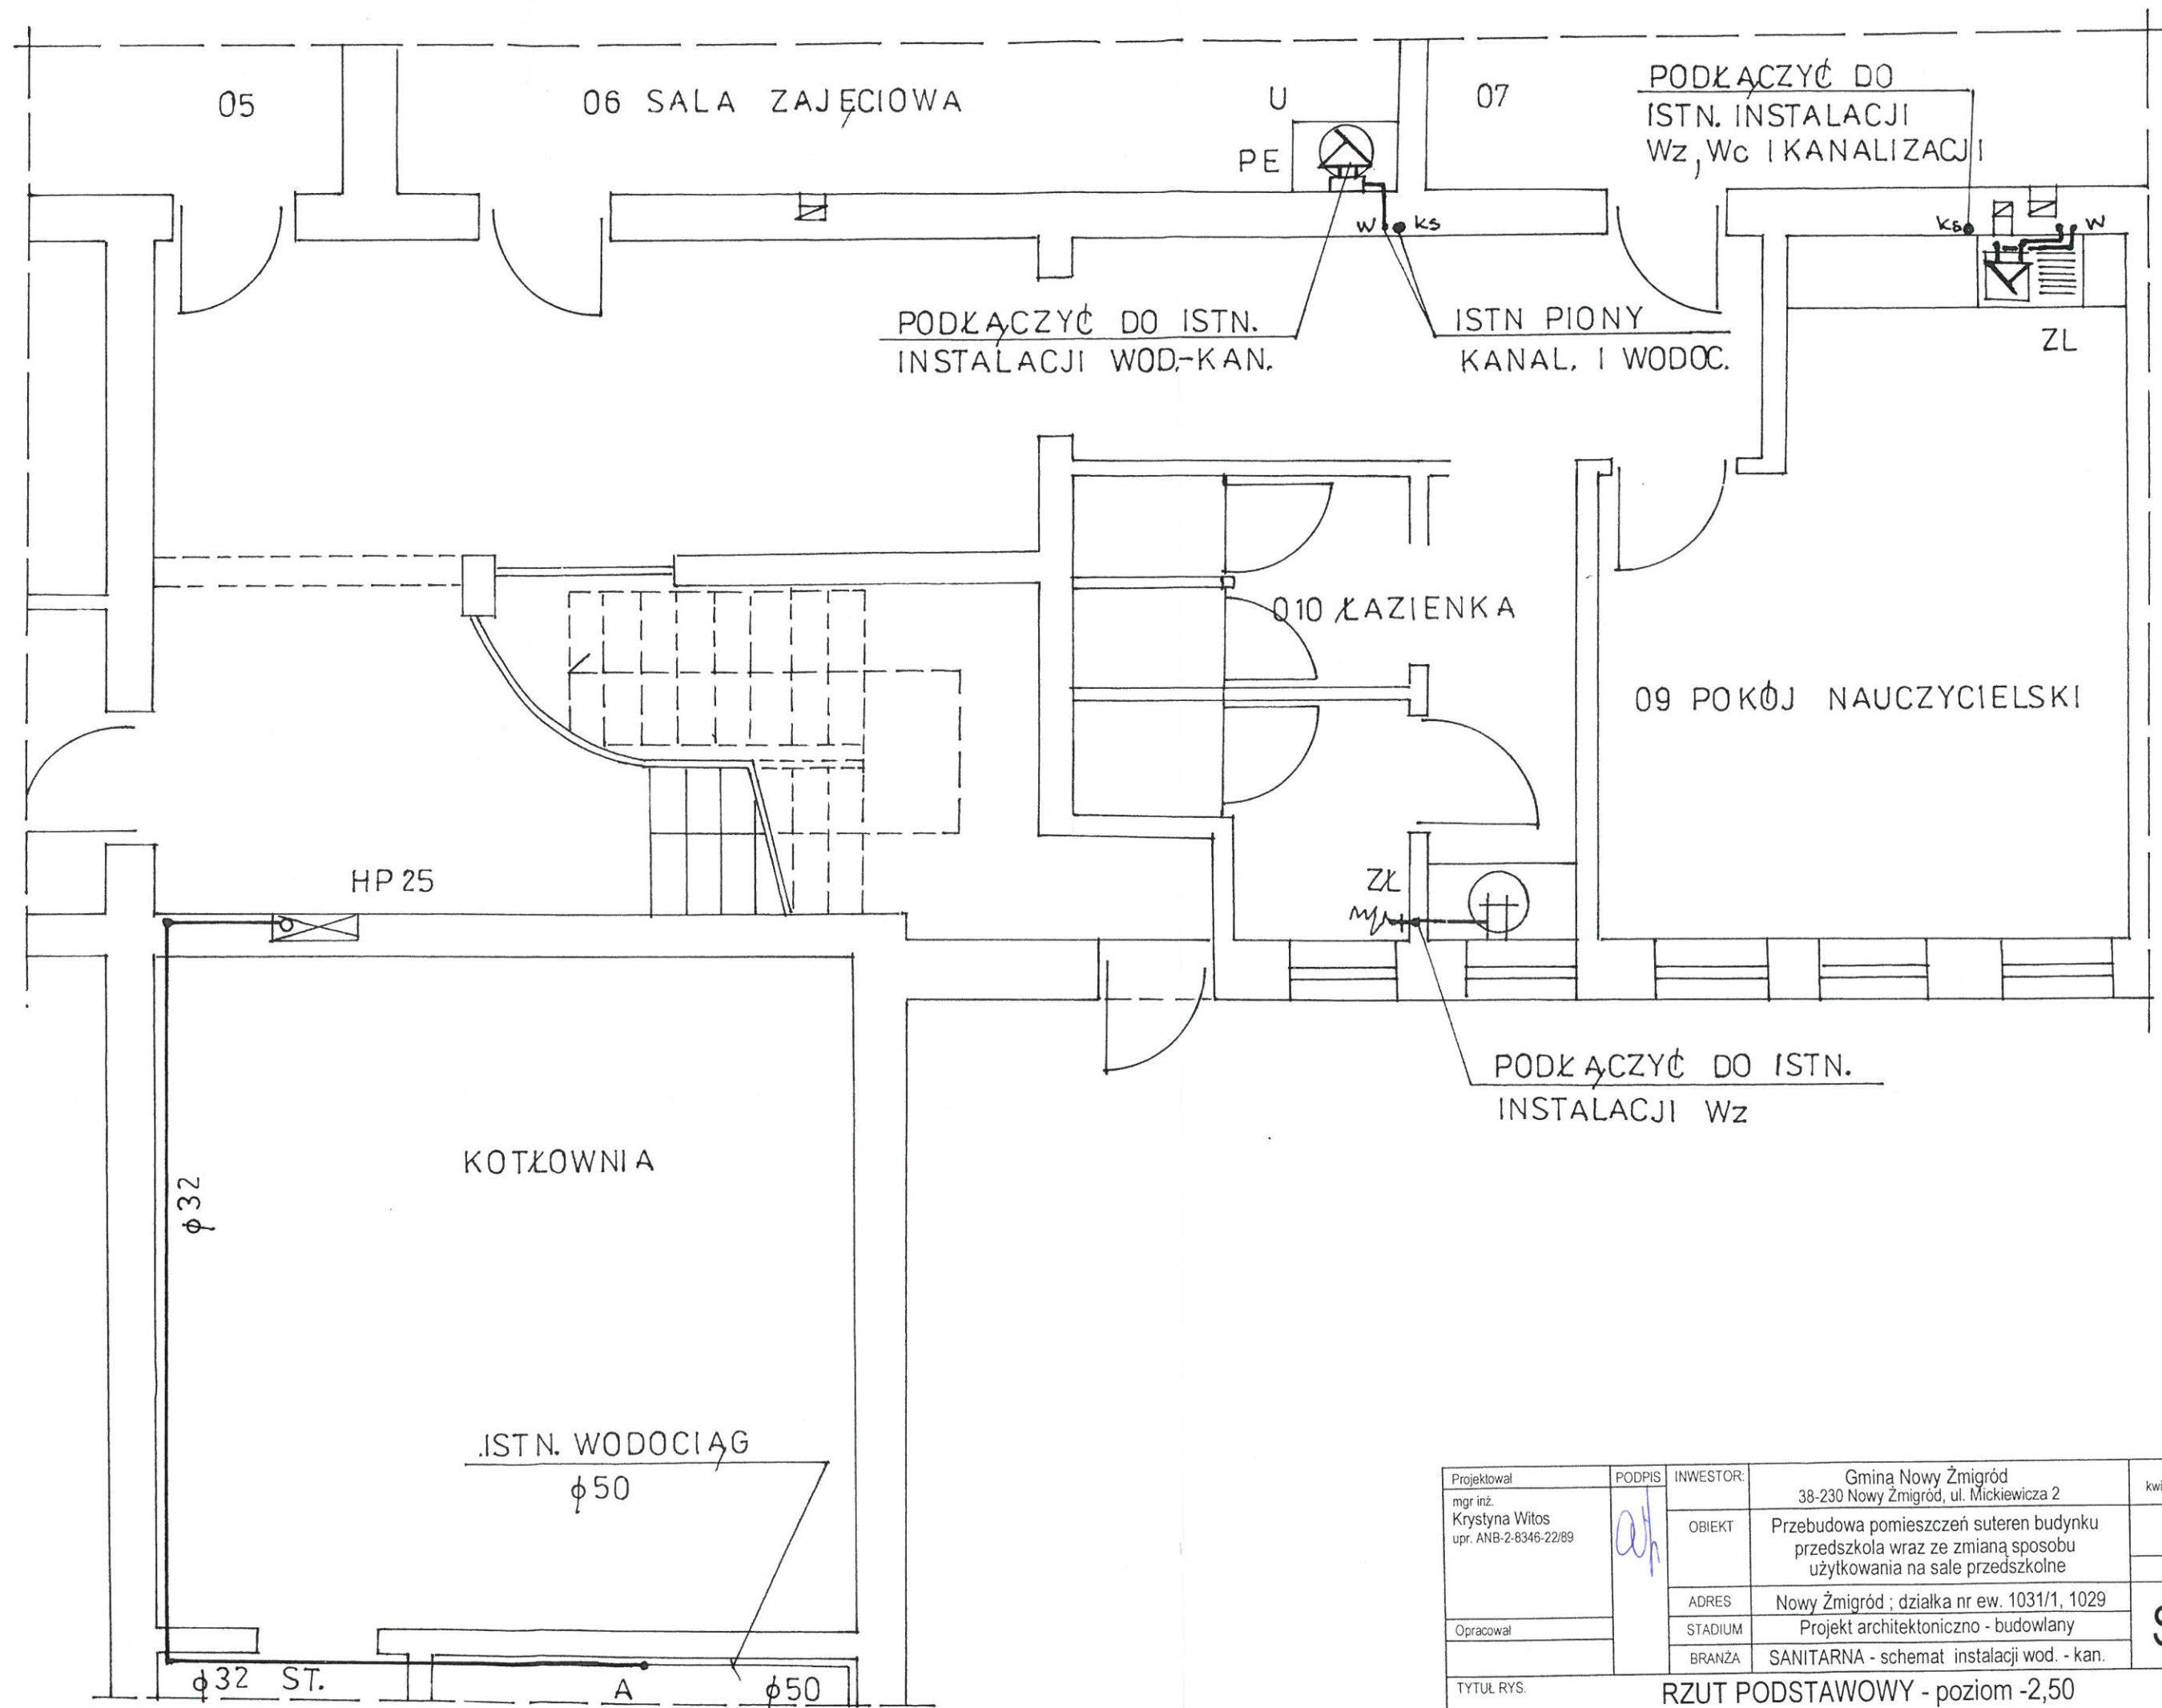 05
06 SALA ZAJĘCIOWA
U
PE
07
PODŁĄCZYĆ DO
ISTN. INSTALACJI
Wz, Wc I KANALIZACJI
W
KS
KS
W
PODŁĄCZYĆ DO ISTN.
INSTALACJI WOD.-KAN.
ISTN PIONY
KANAL. I WODOC.
ZL
010 ŁAZIENKA
09 POKÓJ NAUCZYCIELSKI
HP 25
ZŁ
PODŁĄCZYĆ DO ISTN.
INSTALACJI Wz
KOTŁOWNIA
ϕ32
ISTN. WODOCIĄG
ϕ50
ϕ32 ST.
A
ϕ50
Projektował
PODPIS
INWESTOR:
Gmina Nowy Żmigród
38-230 Nowy Żmigród, ul. Mickiewicza 2
mgr inż.
Krystyna Witos
upr. ANB-2-8346-22/89
OBIEKT
Przebudowa pomieszczeń suteren budynku
przedszkola wraz ze zmianą sposobu
użytkowania na sale przedszkolne
ADRES
Nowy Żmigród ; działka nr ew. 1031/1, 1029
Opracował
STADIUM
Projekt architektoniczno - budowlany
BRANŻA
SANITARNA - schemat instalacji wod. - kan.
TYTUŁ RYS.
RZUT PODSTAWOWY - poziom -2,50